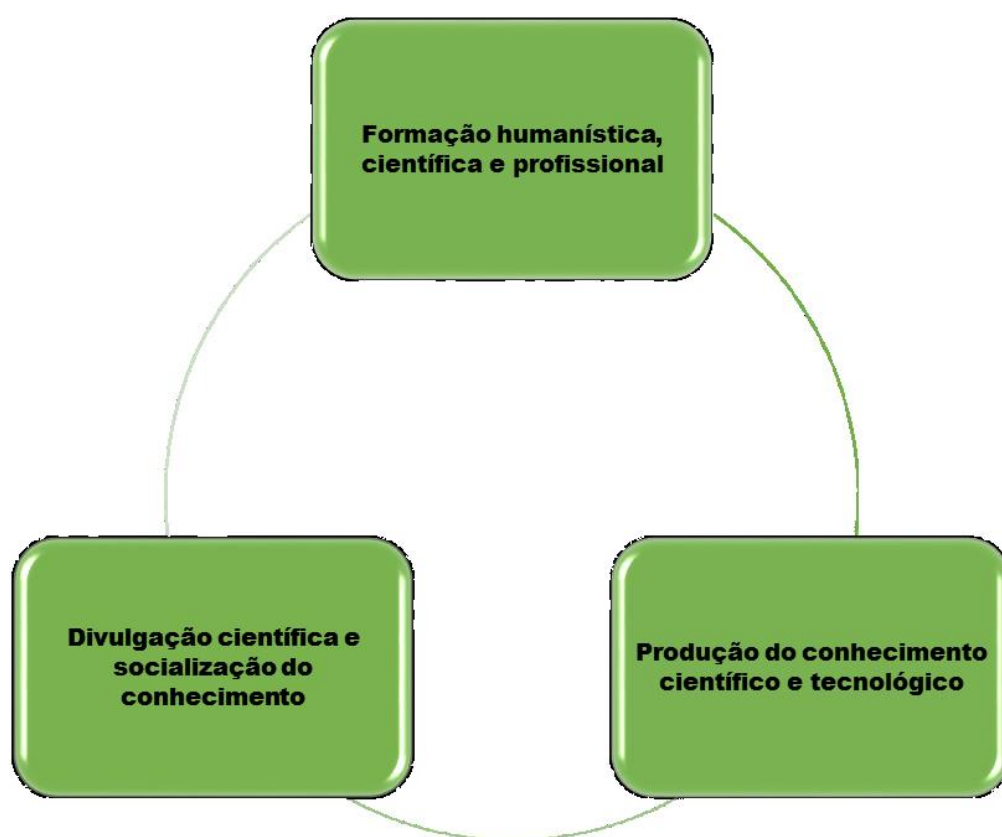 Formação humanística,
científica e profissional
Divulgação científica e
socialização do
conhecimento
Produção do conhecimento
científico e tecnológico